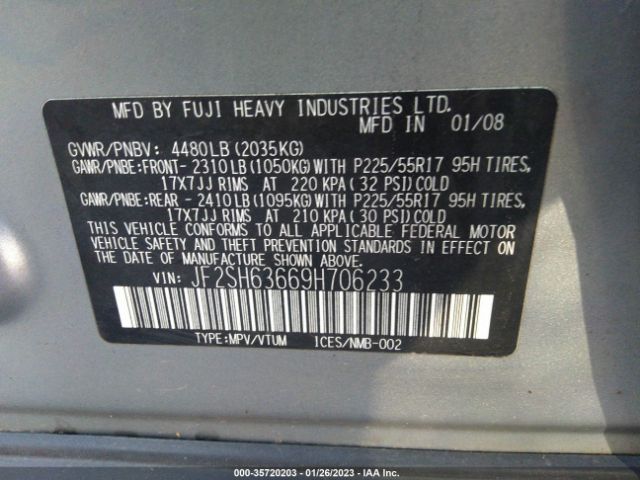 MFD BY FUJI HEAVY INDUSTRIES LTD.
MFD IN 01/08
GVWR/PNBV: 4480LB(2035KG)
GAWR/PNBE:FRONT- 2310LB(1050KG)WITH P225/55R17 95H TIRES,
17X7JJ RIMS AT 220 KPA(32 PSI)COLD
GAWR/PNBE:REAR - 2410LB(1095KG)WITH P225/55R17 95H TIRES,
17X7JJ RIMS AT 210 KPA(30 PSI)COLD
THIS VEHICLE CONFORMS TO ALL APPLICABLE FEDERAL MOTOR
VEHICLE SAFETY AND THEFT PREVENTION STANDARDS IN EFFECT
ON THE DATE OF MANUFACTURE SHOWN ABOVE.
VIN: JF2SH63669H706233
TYPE:MPV/VTUM ICES/NMB-002
000-35720203 - 01/26/2023 - IAA Inc.